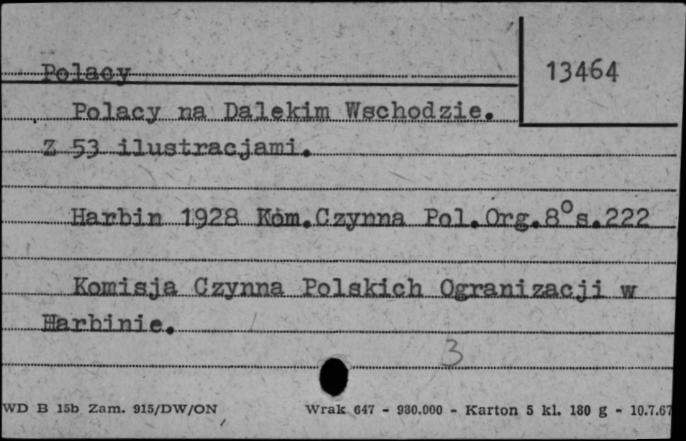 Polacy
13464
Polacy na Dalekim Wschodzie.
Z 53 ilustracjami.
Harbin 1928 Kom.Czynna Pol.Org.8° s.222
Komisja Czynna Polskich Ogranizacji w
Harbinie.
3
WD B 15b Zam. 915/DW/ON Wrak 647 - 930.000 - Karton 5 kl. 180 g - 10.7.67